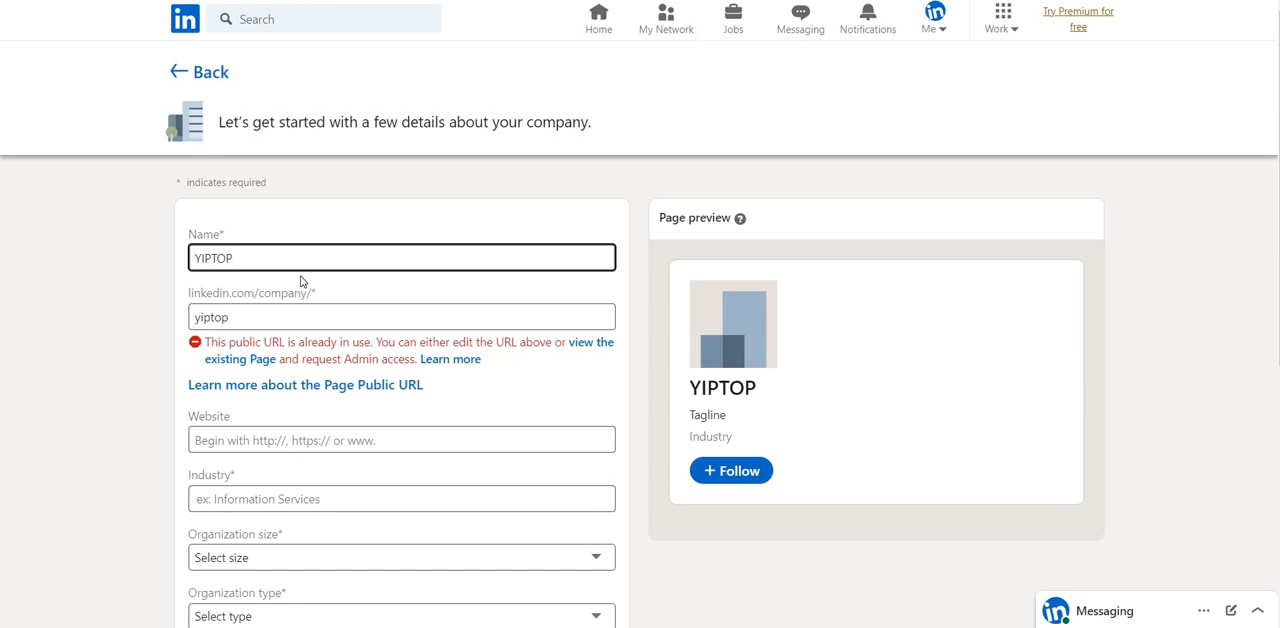 in Search
Home My Network Jobs Messaging Notifications Me Work Try Premium for
free
Back
Let's get started with a few details about your company.
* indicates required
Name*
YIPTOP
linkedin.com/company/*
yiptop
This public URL is already in use. You can either edit the URL above or view the
existing Page and request Admin access. Learn more
Learn more about the Page Public URL
Website
Begin with http://, https:// or www.
Industry*
ex: Information Services
Organization size*
Select size
Organization type*
Select type
Page preview ?
YIPTOP
Tagline
Industry
+ Follow
in Messaging